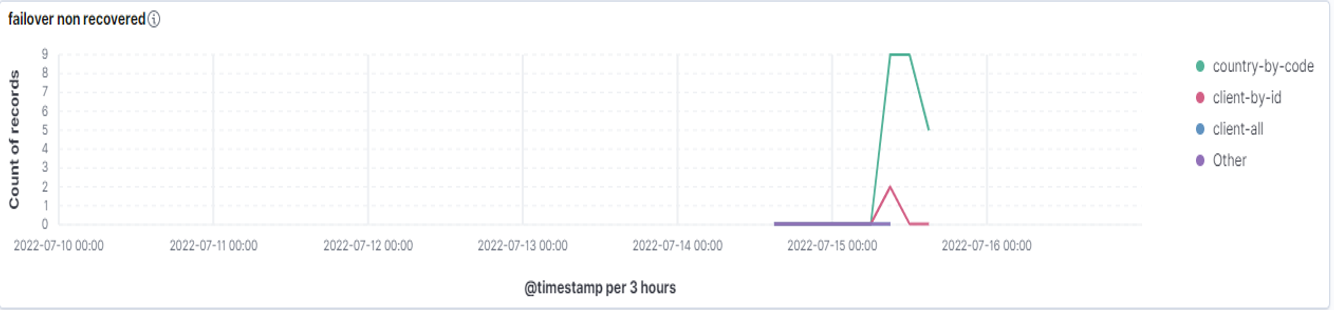 failover non recovered
9
8
7
6
5
4
3
2
1
0
Count of records
2022-07-10 00:00
2022-07-11 00:00
2022-07-12 00:00
2022-07-13 00:00
2022-07-14 00:00
2022-07-15 00:00
2022-07-16 00:00
@timestamp per 3 hours
country-by-code
client-by-id
client-all
Other